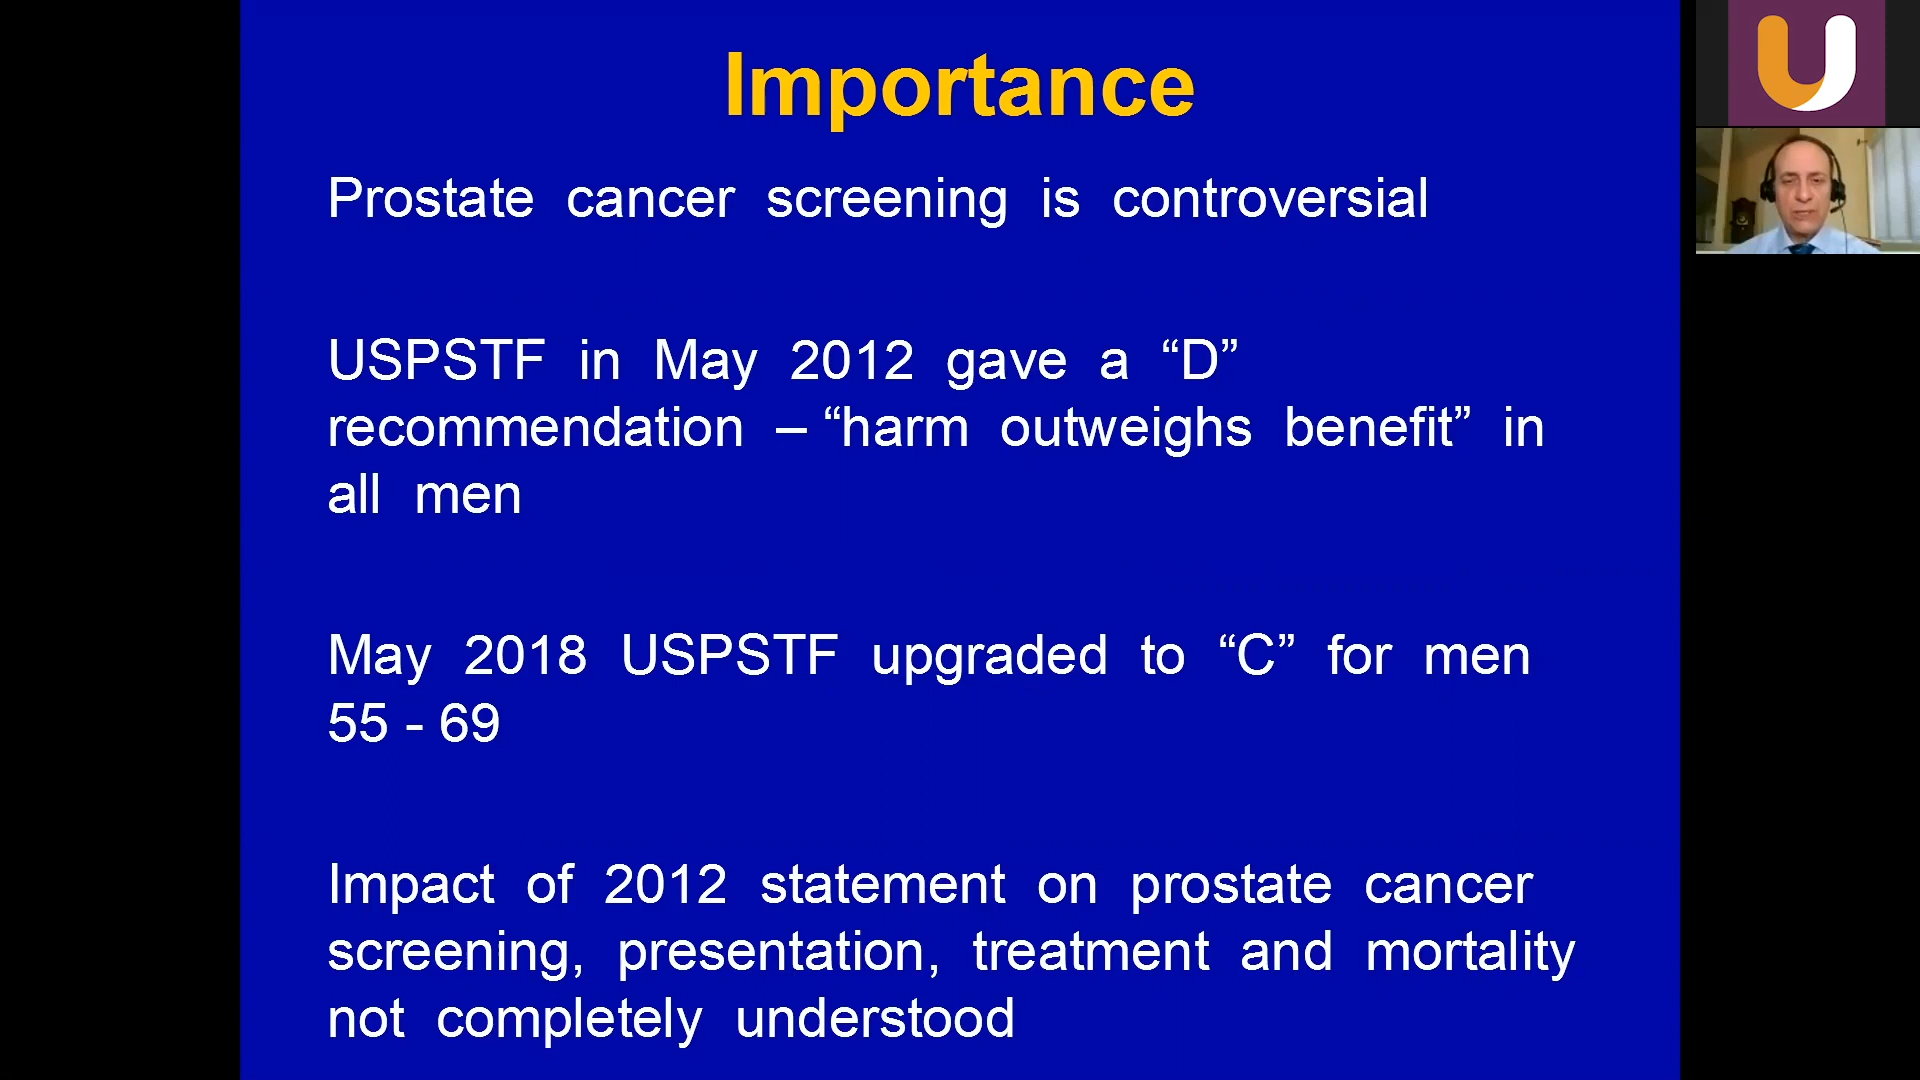 Importance
Prostate cancer screening is controversial
USPSTF in May 2012 gave a “D”
recommendation – “harm outweighs benefit” in
all men
May 2018 USPSTF upgraded to “C” for men
55 - 69
Impact of 2012 statement on prostate cancer
screening, presentation, treatment and mortality
not completely understood